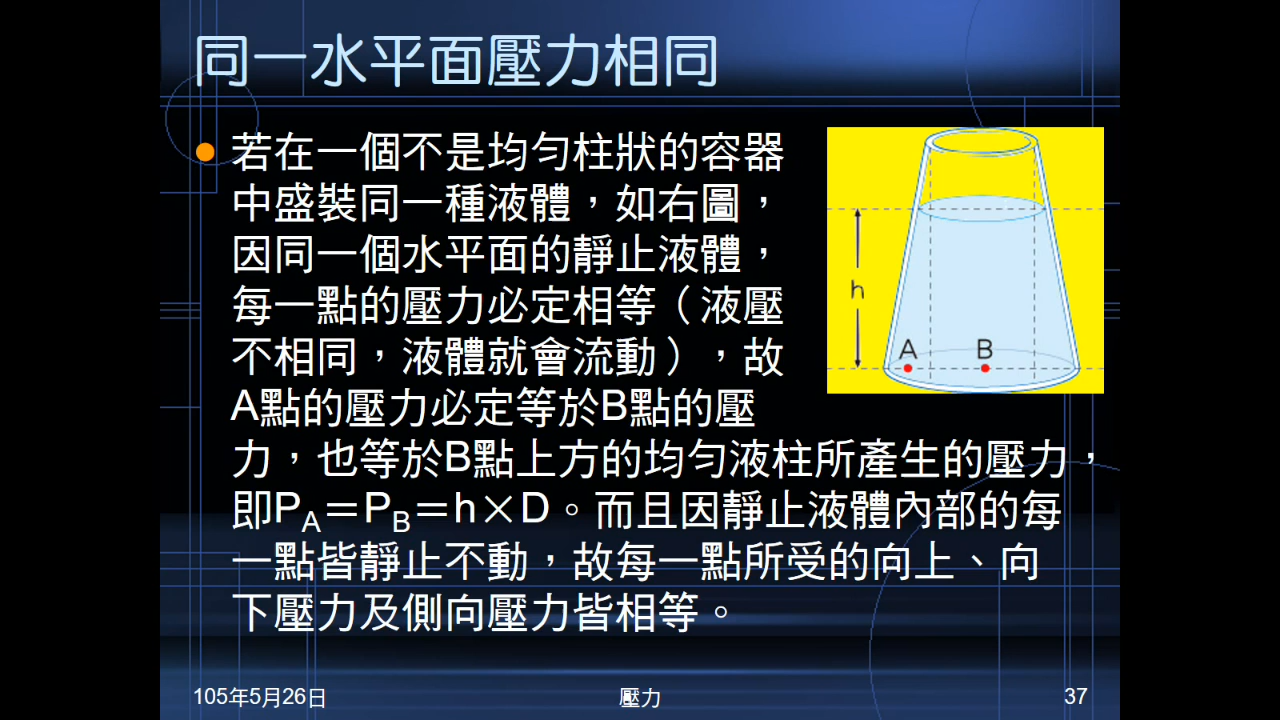 同一水平面壓力相同
若在一個不是均勻柱狀的容器
中盛裝同一種液體，如右圖，
因同一個水平面的靜止液體，
每一點的壓力必定相等（液壓
不相同，液體就會流動），故
A點的壓力必定等於B點的壓
力，也等於B點上方的均勻液柱所產生的壓力，
即PA＝PB＝h×D。而且因靜止液體內部的每
一點皆靜止不動，故每一點所受的向上、向
下壓力及側向壓力皆相等。
h
A B
105年5月26日 壓力 37